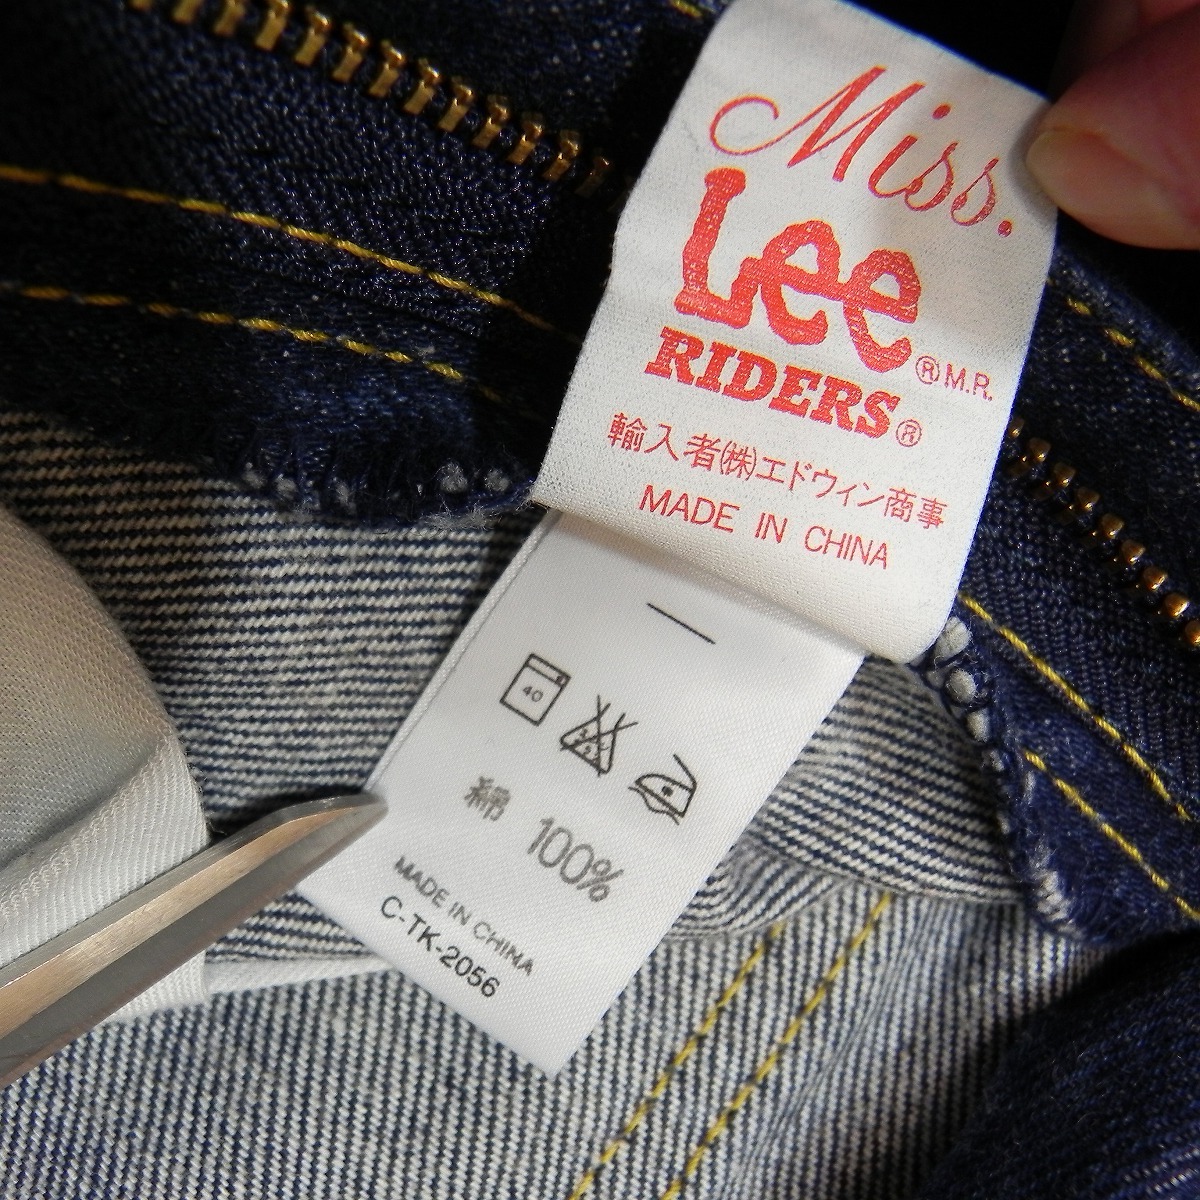 Miss.
Lee® M.R.
RIDERS®
輸入者㈱エドウィン商事
MADE IN CHINA
40
綿 100%
MADE IN CHINA
C-TK-2056